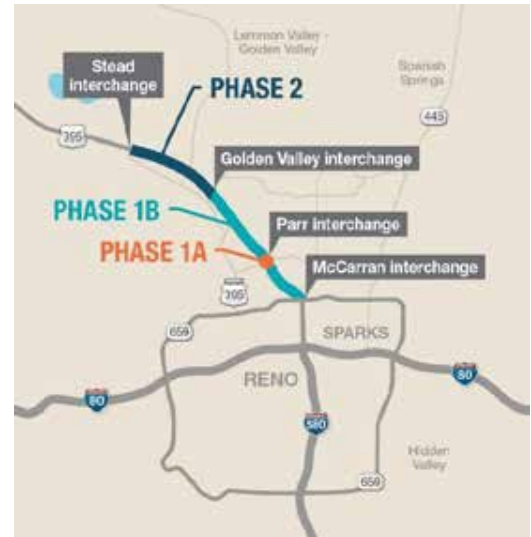 Lemmon Valley -
Golden Valley
Stead
interchange
Spanish
Springs
PHASE 2
445
395
Golden Valley interchange
PHASE 1B
Parr interchange
PHASE 1A
McCarran interchange
395
659
SPARKS
RENO
80
80
580
Hidden
Valley
659